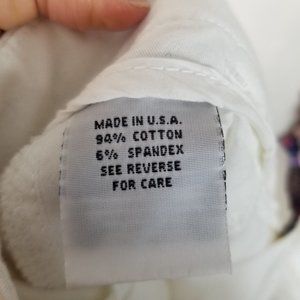 MADE IN U.S.A.
94% COTTON
6% SPANDEX
SEE REVERSE
FOR CARE